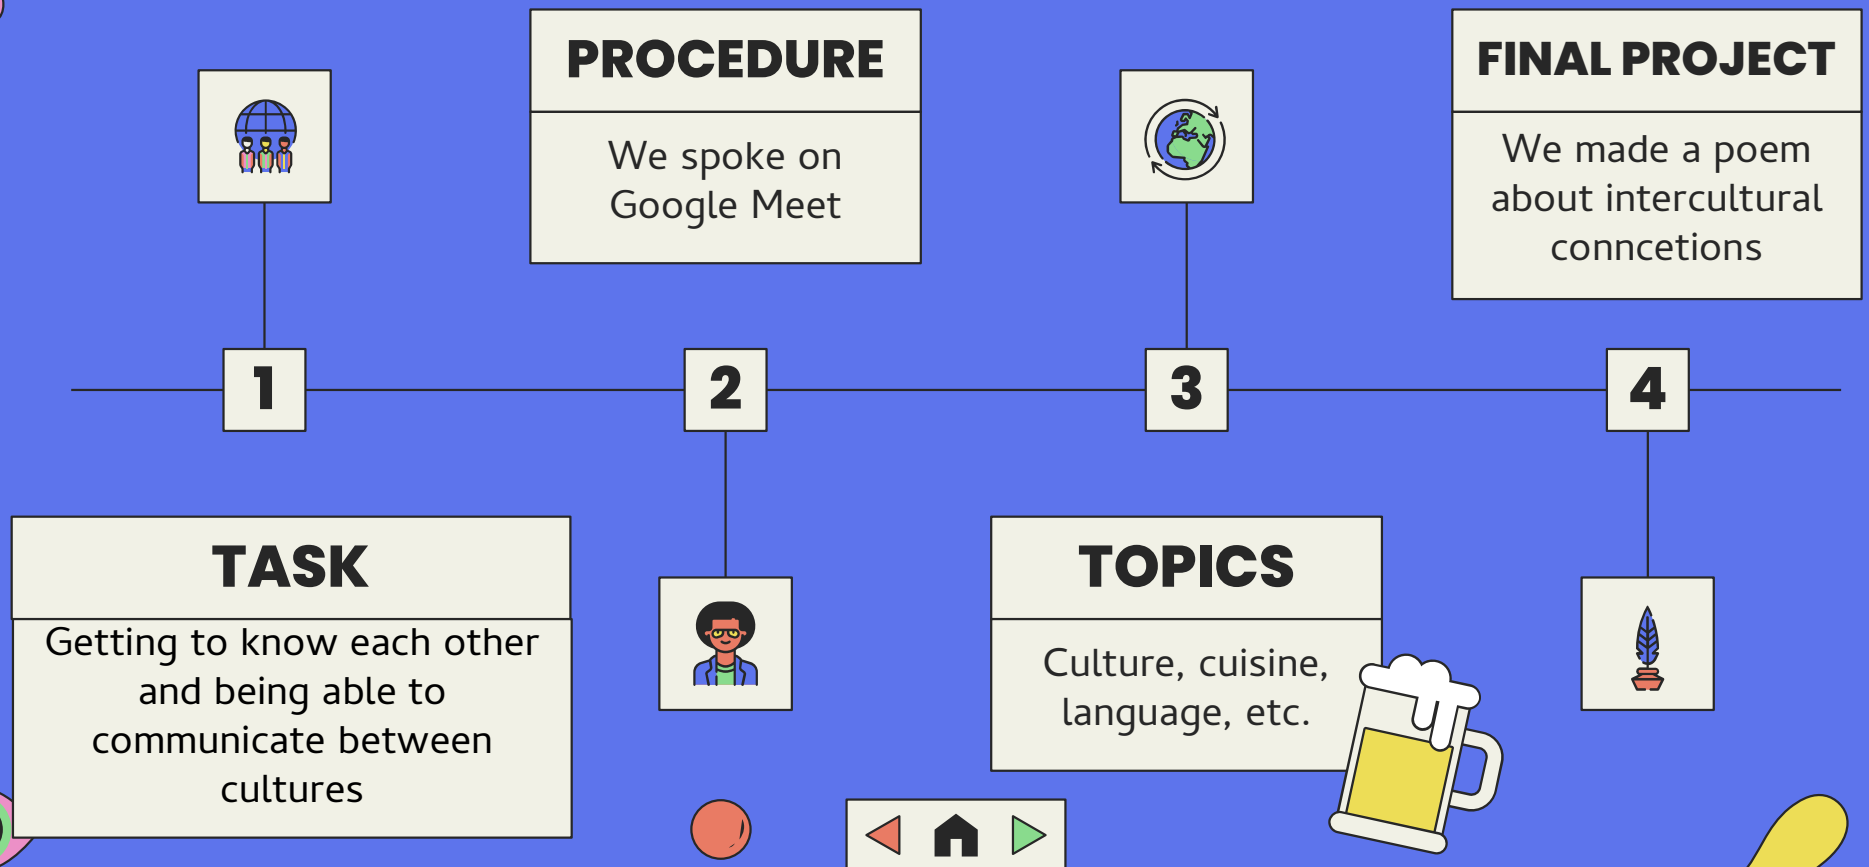 PROCEDURE
We spoke on
Google Meet
FINAL PROJECT
We made a poem
about intercultural
conncetions
1
2
3
4
TASK
Getting to know each other
and being able to
communicate between
cultures
TOPICS
Culture, cuisine,
language, etc.